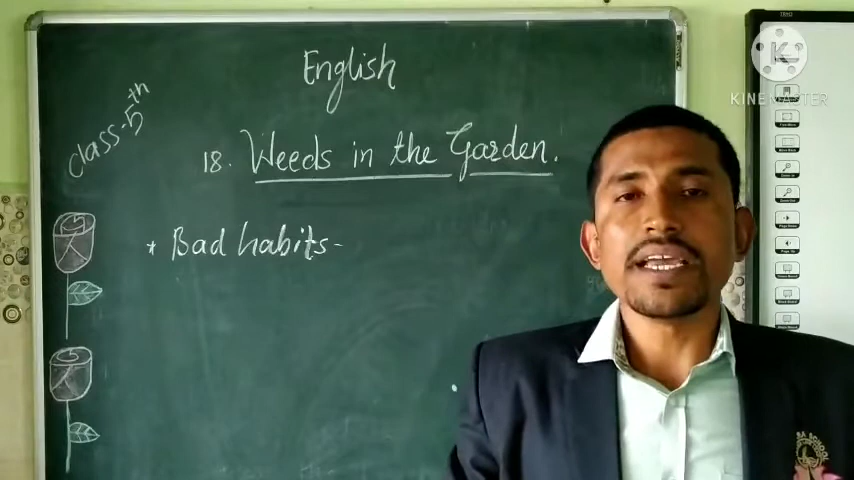 English
class-5th
18. Weeds in the Garden.
* Bad habits-
KINEMASTER